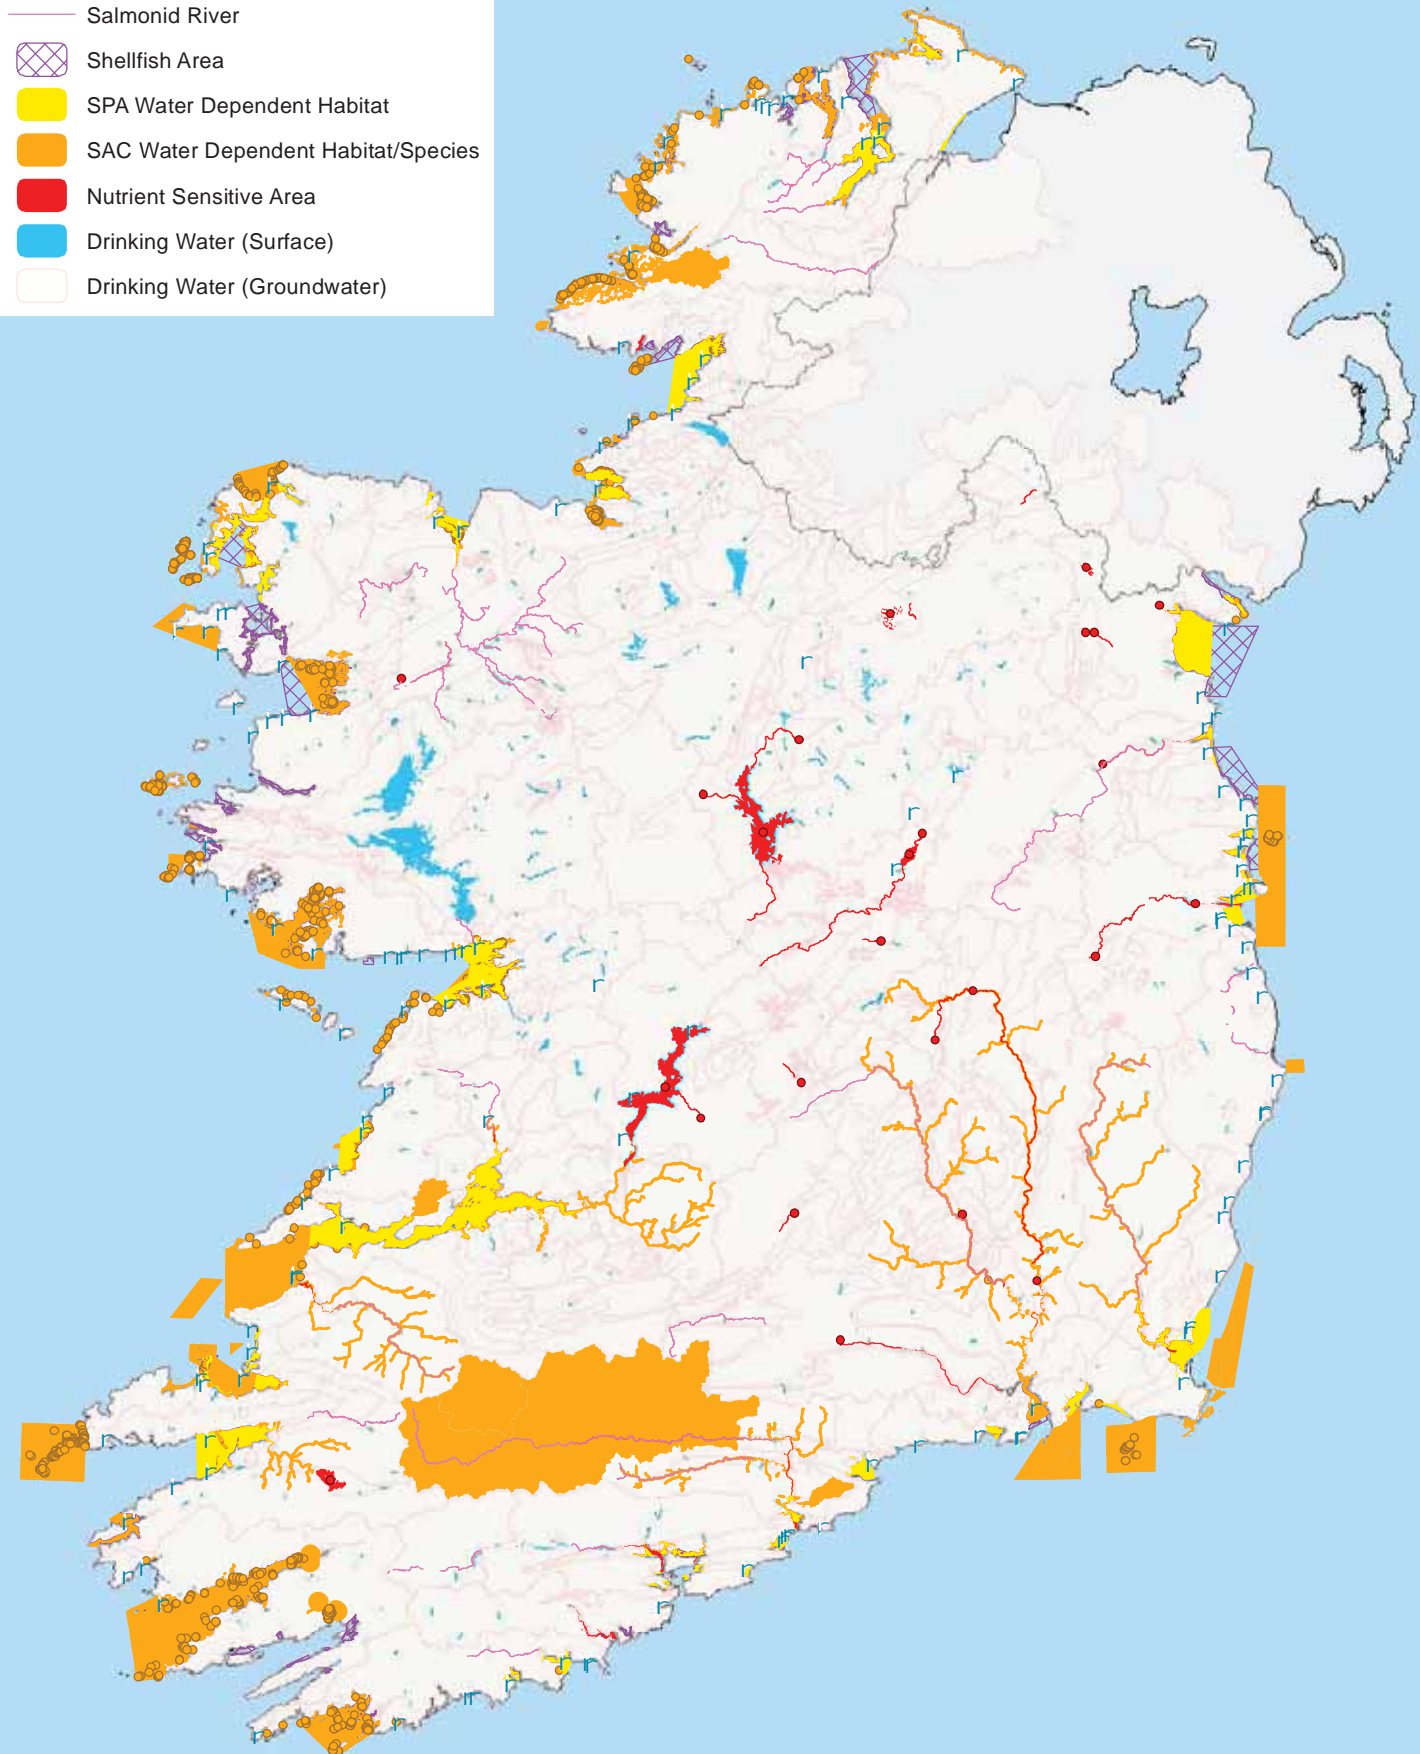 Salmonid River
Shellfish Area
SPA Water Dependent Habitat
SAC Water Dependent Habitat/Species
Nutrient Sensitive Area
Drinking Water (Surface)
Drinking Water (Groundwater)